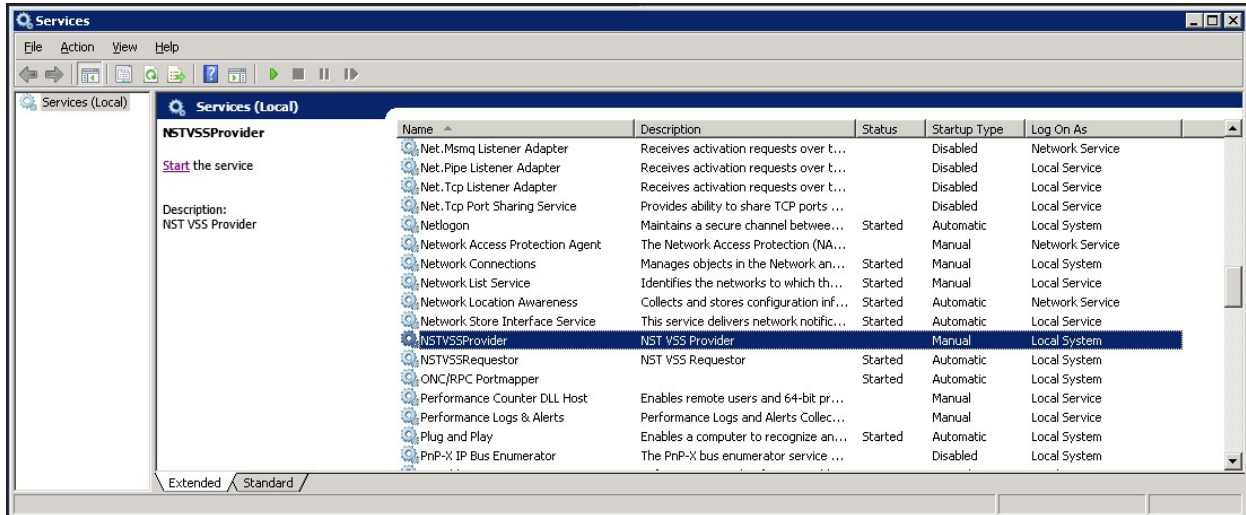 Services
File Action View Help
Services (Local)
Services (Local)
NSTVSSProvider
Start the service
Description:
NST VSS Provider
Name Description Status Startup Type Log On As
Net.Msmq Listener Adapter Receives activation requests over t... Disabled Network Service
Net.Pipe Listener Adapter Receives activation requests over t... Disabled Local Service
Net.Tcp Listener Adapter Receives activation requests over t... Disabled Local Service
Net.Tcp Port Sharing Service Provides ability to share TCP ports ... Disabled Local Service
Netlogon Maintains a secure channel betwee... Started Automatic Local System
Network Access Protection Agent The Network Access Protection (NA... Manual Network Service
Network Connections Manages objects in the Network an... Started Manual Local System
Network List Service Identifies the networks to which th... Started Manual Local Service
Network Location Awareness Collects and stores configuration inf... Started Automatic Network Service
Network Store Interface Service This service delivers network notific... Started Automatic Local Service
NSTVSSProvider NST VSS Provider Manual Local System
NSTVSSRequestor NST VSS Requestor Started Automatic Local System
ONC/RPC Portmapper Started Automatic Local System
Performance Counter DLL Host Enables remote users and 64-bit pr... Manual Local Service
Performance Logs & Alerts Performance Logs and Alerts Collec... Manual Local Service
Plug and Play Enables a computer to recognize an... Started Automatic Local System
PnP-X IP Bus Enumerator The PnP-X bus enumerator service ... Disabled Local System
Extended Standard